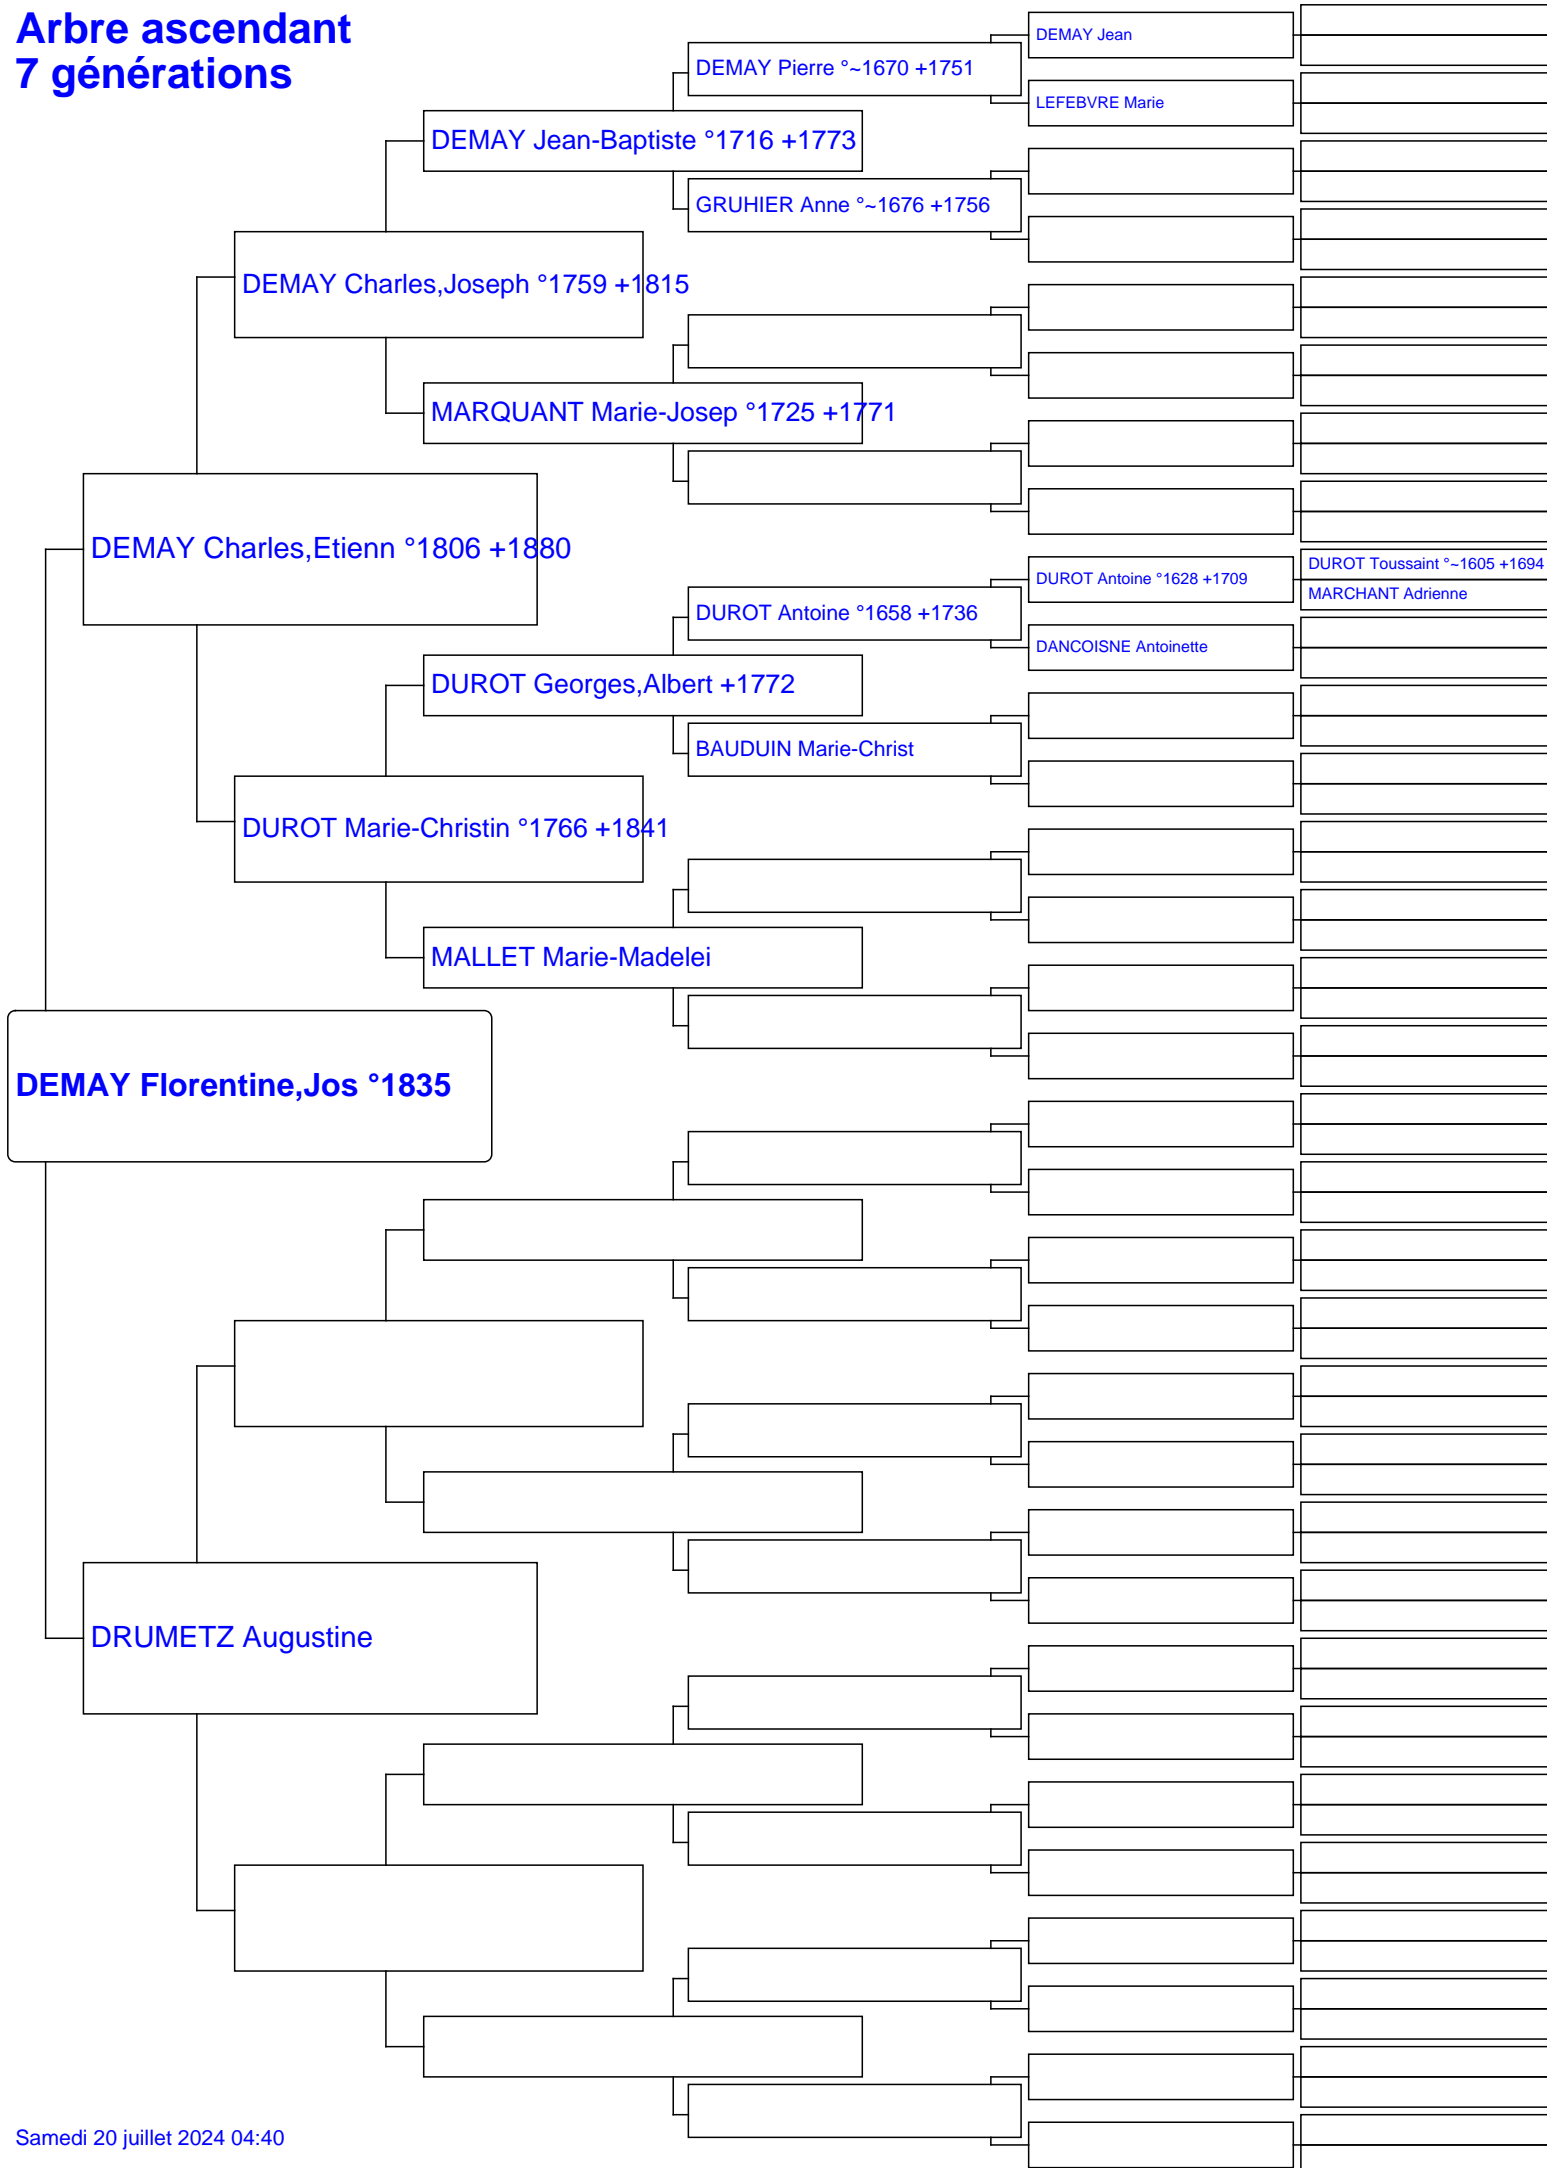 Arbre ascendant
7 générations
DEMAY Jean
DEMAY Pierre °~1670 +1751
LEFEBVRE Marie
DEMAY Jean-Baptiste °1716 +1773
GRUHIER Anne °~1676 +1756
DEMAY Charles,Joseph °1759 +1815
MARQUANT Marie-Josep °1725 +1771
DEMAY Charles,Etienn °1806 +1880
DUROT Toussaint °~1605 +1694
DUROT Antoine °1628 +1709
MARCHANT Adrienne
DUROT Antoine °1658 +1736
DANCOISNE Antoinette
DUROT Georges,Albert +1772
BAUDUIN Marie-Christ
DUROT Marie-Christin °1766 +1841
MALLET Marie-Madelei
DEMAY Florentine,Jos °1835
DRUMETZ Augustine
Samedi 20 juillet 2024 04:40